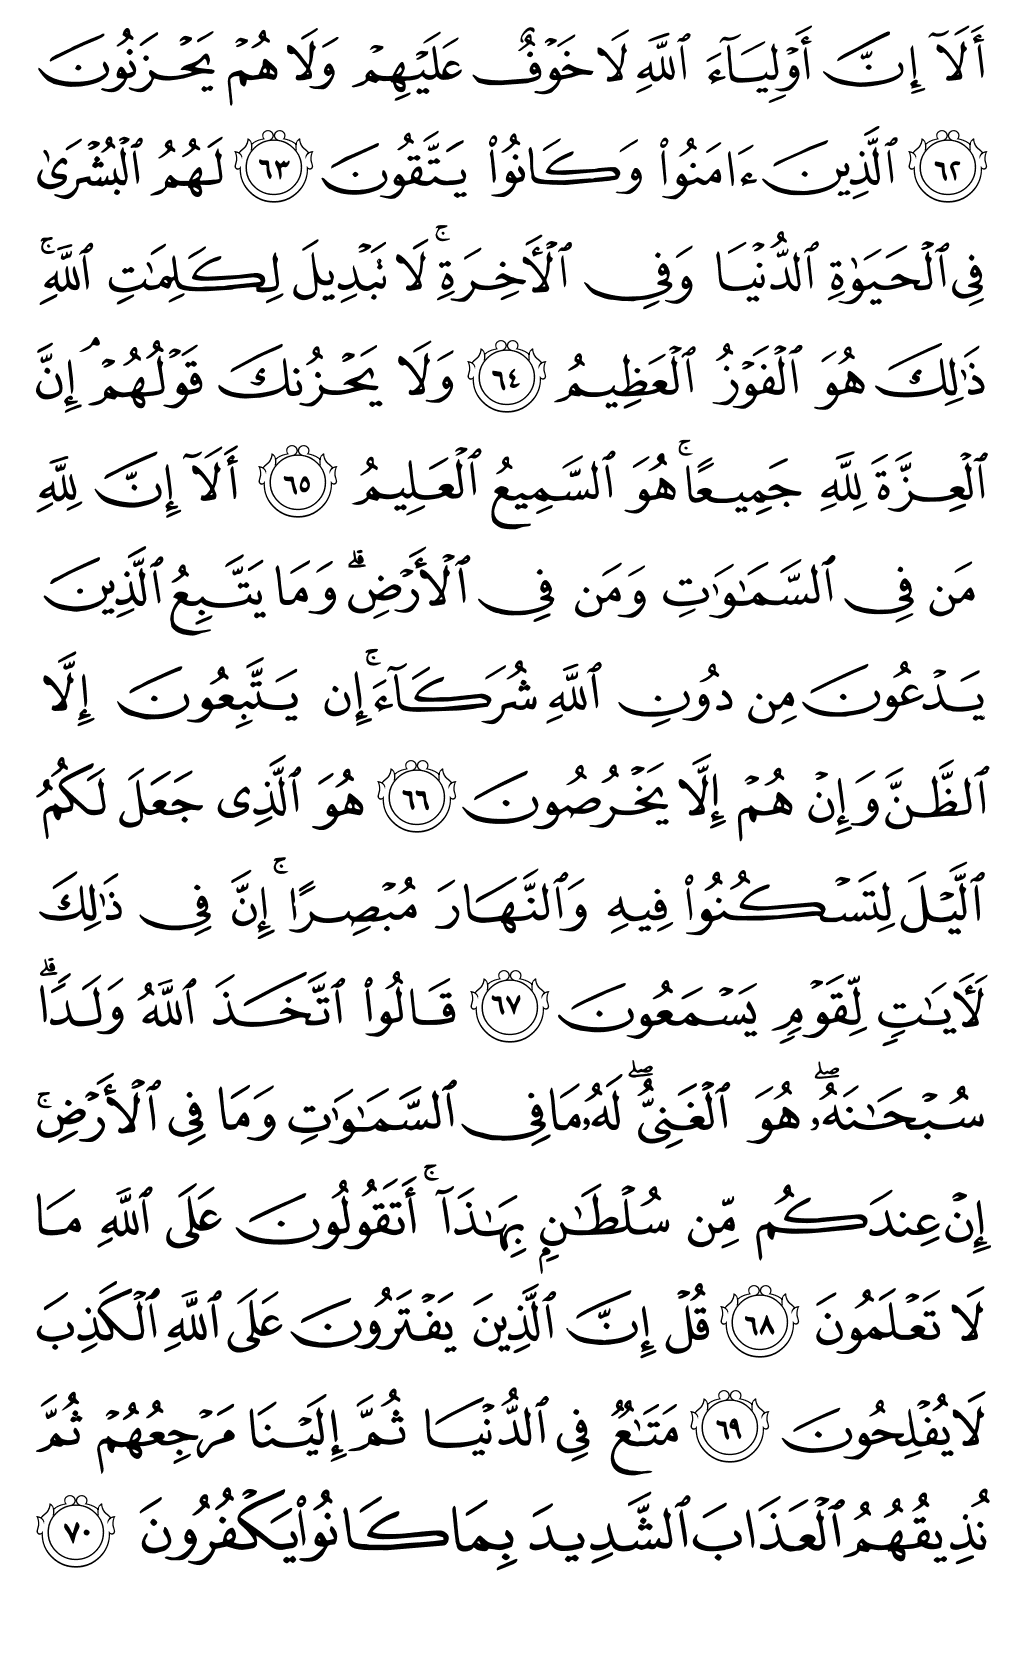 أَلَآ إِنَّ أَوْلِيَآءَ ٱللَّهِ لَا خَوْفٌ عَلَيْهِمْ وَلَا هُمْ يَحْزَنُونَ
٦٢ ٱلَّذِينَ ءَامَنُوا۟ وَكَانُوا۟ يَتَّقُونَ ٦٣ لَهُمُ ٱلْبُشْرَىٰ
فِى ٱلْحَيَوٰةِ ٱلدُّنْيَا وَفِى ٱلْـَٔاخِرَةِ ۚ لَا تَبْدِيلَ لِكَلِمَـٰتِ ٱللَّهِ ۚ
ذَٰلِكَ هُوَ ٱلْفَوْزُ ٱلْعَظِيمُ ٦٤ وَلَا يَحْزُنكَ قَوْلُهُمْ ۘ إِنَّ
ٱلْعِزَّةَ لِلَّهِ جَمِيعًا ۚ هُوَ ٱلسَّمِيعُ ٱلْعَلِيمُ ٦٥ أَلَآ إِنَّ لِلَّهِ
مَن فِى ٱلسَّمَـٰوَٰتِ وَمَن فِى ٱلْأَرْضِ ۗ وَمَا يَتَّبِعُ ٱلَّذِينَ
يَدْعُونَ مِن دُونِ ٱللَّهِ شُرَكَآءَ ۚ إِن يَتَّبِعُونَ إِلَّا
ٱلظَّنَّ وَإِنْ هُمْ إِلَّا يَخْرُصُونَ ٦٦ هُوَ ٱلَّذِى جَعَلَ لَكُمُ
ٱلَّيْلَ لِتَسْكُنُوا۟ فِيهِ وَٱلنَّهَارَ مُبْصِرًا ۚ إِنَّ فِى ذَٰلِكَ
لَـَٔايَـٰتٍ لِّقَوْمٍ يَسْمَعُونَ ٦٧ قَالُوا۟ ٱتَّخَذَ ٱللَّهُ وَلَدًا ۗ
سُبْحَـٰنَهُۥ ۖ هُوَ ٱلْغَنِىُّ ۖ لَهُۥ مَا فِى ٱلسَّمَـٰوَٰتِ وَمَا فِى ٱلْأَرْضِ ۚ
إِنْ عِندَكُم مِّن سُلْطَـٰنٍۭ بِهَـٰذَآ ۚ أَتَقُولُونَ عَلَى ٱللَّهِ مَا
لَا تَعْلَمُونَ ٦٨ قُلْ إِنَّ ٱلَّذِينَ يَفْتَرُونَ عَلَى ٱللَّهِ ٱلْكَذِبَ
لَا يُفْلِحُونَ ٦٩ مَتَـٰعٌ فِى ٱلدُّنْيَا ثُمَّ إِلَيْنَا مَرْجِعُهُمْ ثُمَّ
نُذِيقُهُمُ ٱلْعَذَابَ ٱلشَّدِيدَ بِمَا كَانُوا۟ يَكْفُرُونَ ٧٠